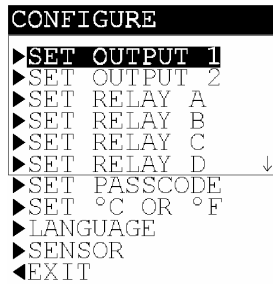 CONFIGURE
▶SET OUTPUT 1
▶SET OUTPUT 2
▶SET RELAY A
▶SET RELAY B
▶SET RELAY C
▶SET RELAY D ↓
▶SET PASSCODE
▶SET °C OR °F
▶LANGUAGE
▶SENSOR
◀EXIT